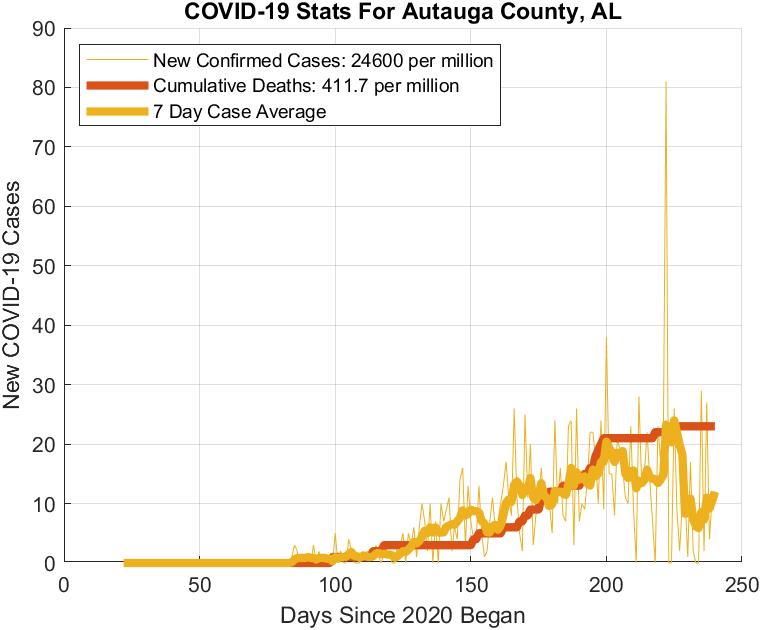 COVID-19 Stats For Autauga County, AL
New Confirmed Cases: 24600 per million
Cumulative Deaths: 411.7 per million
7 Day Case Average
New COVID-19 Cases
90
80
70
60
50
40
30
20
10
0
0 50 100 150 200 250
Days Since 2020 Began